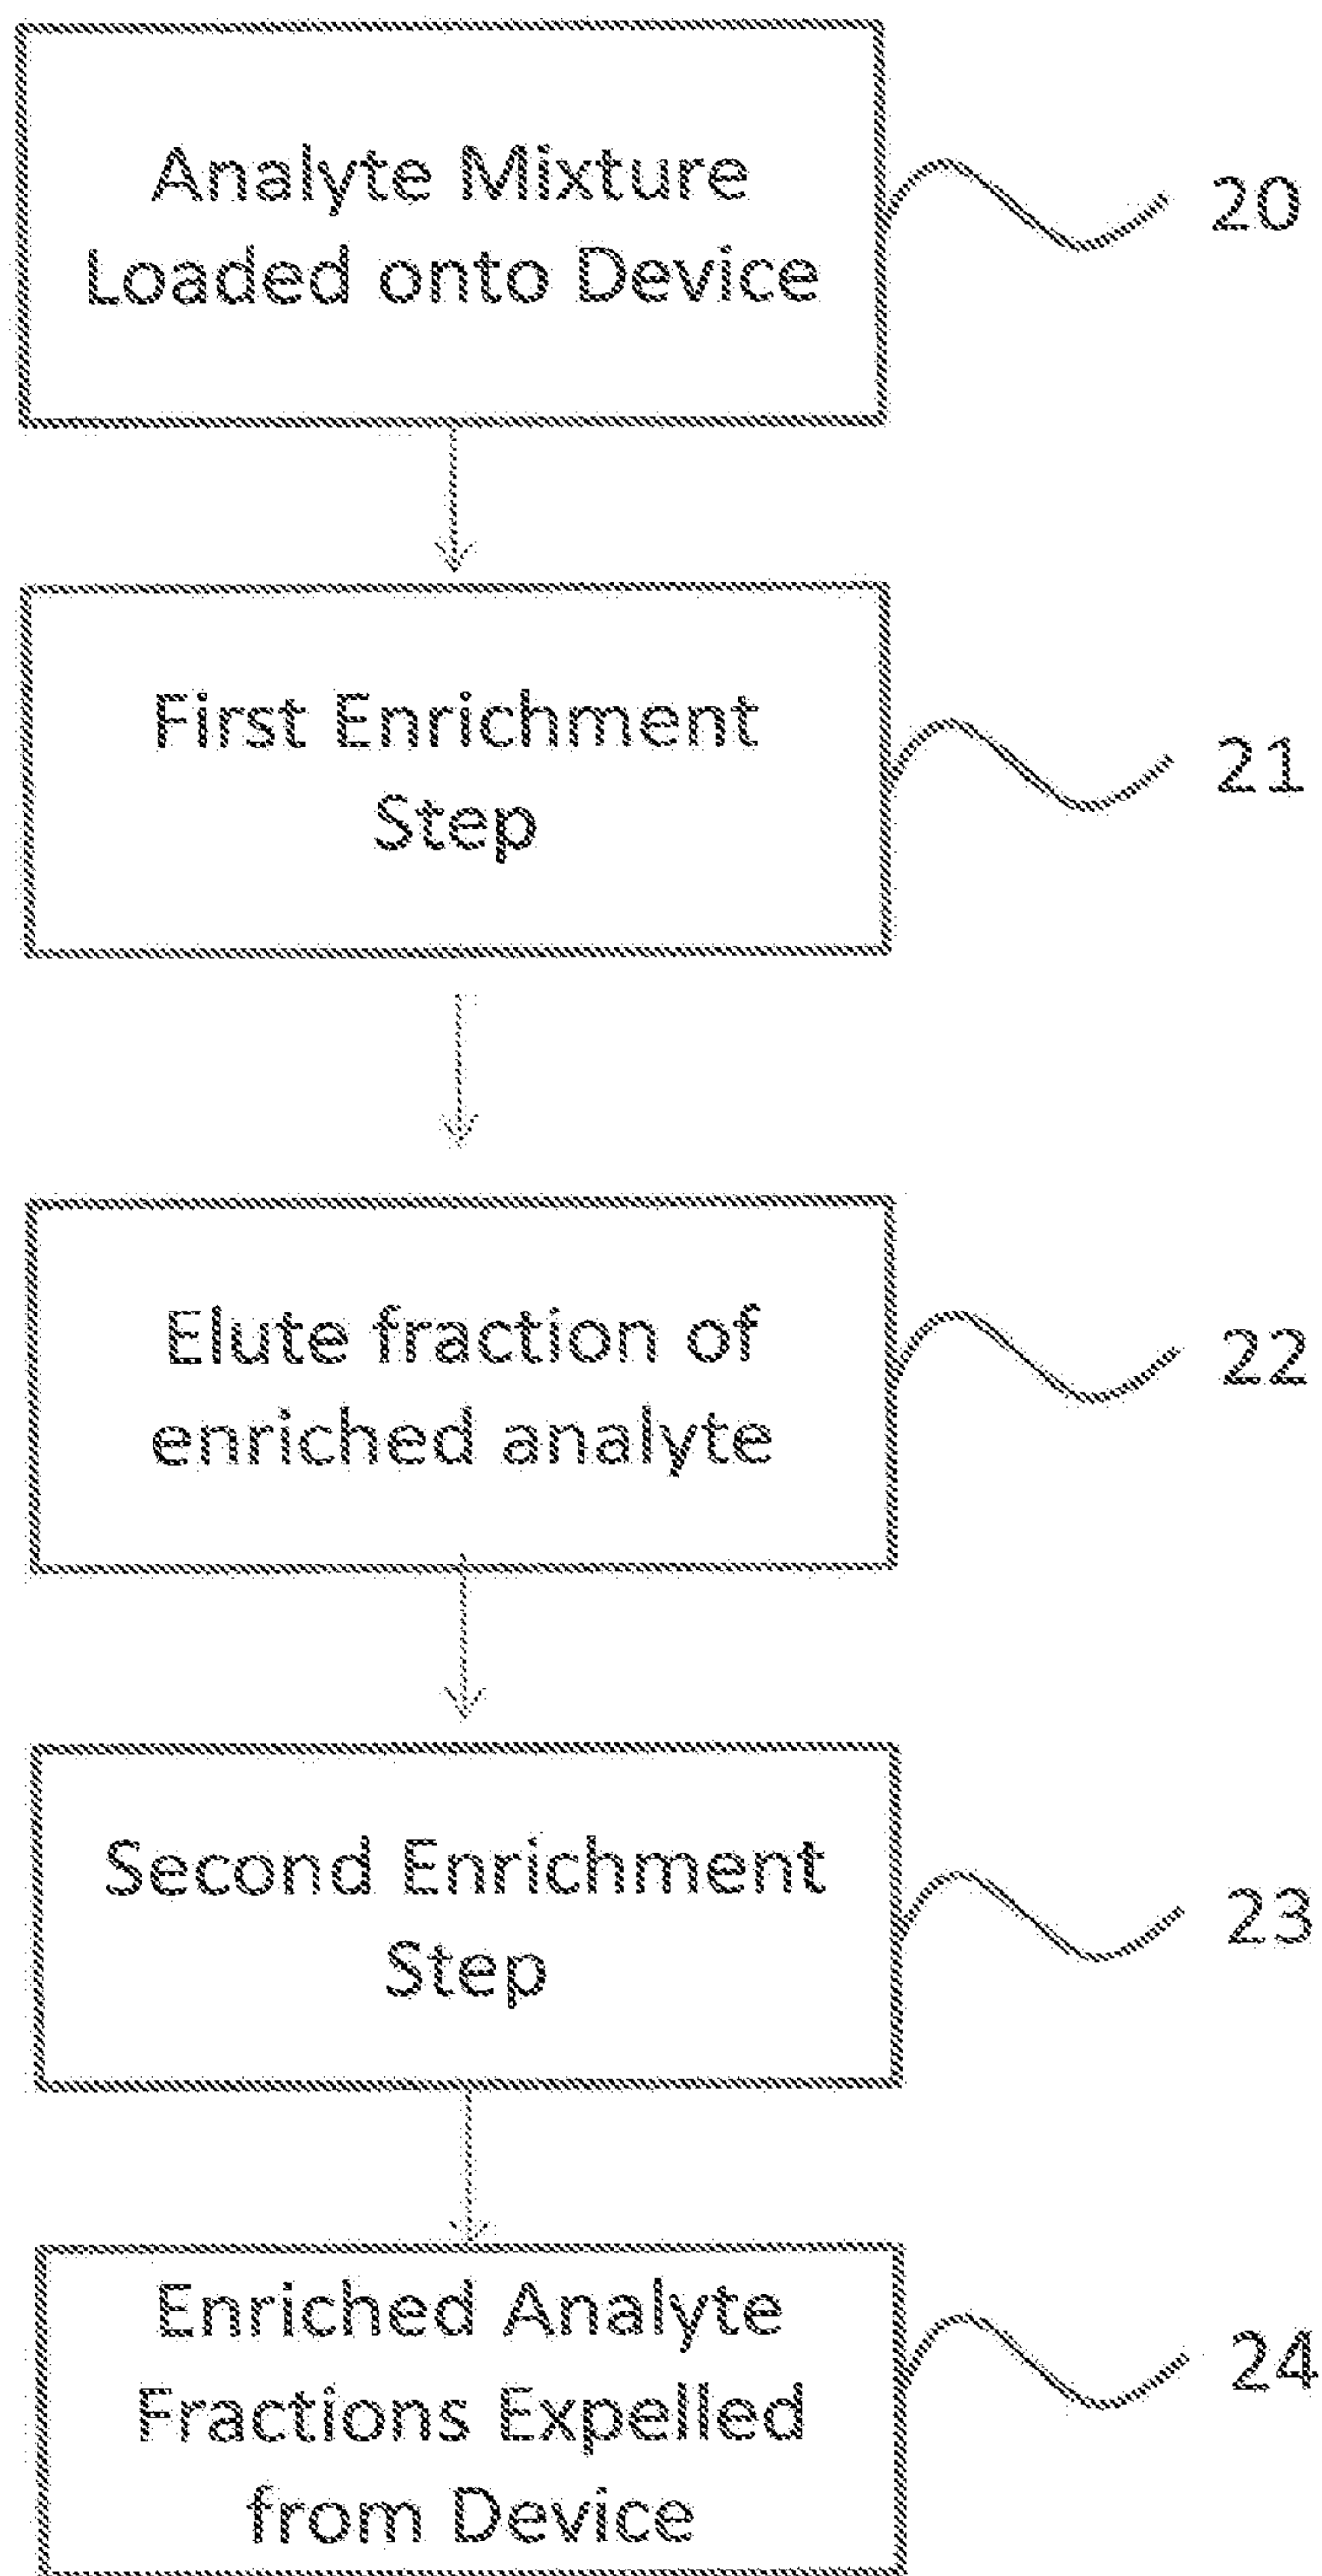 Analyte Mixture
Loaded onto Device
20
First Enrichment
Step
21
Elute fraction of
enriched analyte
22
Second Enrichment
Step
23
Enriched Analyte
Fractions Expelled
from Device
24